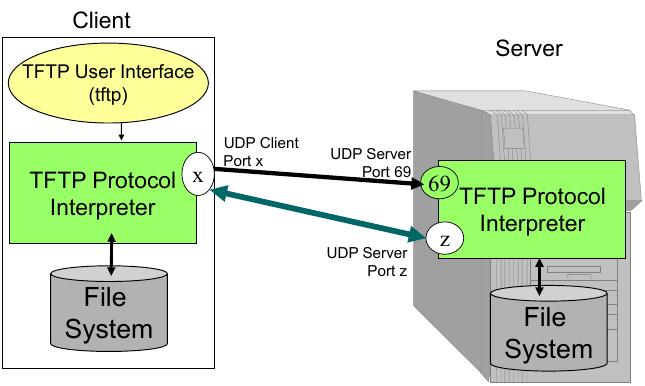 Client
Server
TFTP User Interface
(tftp)
UDP Client
Port x
UDP Server
Port 69
x
69
TFTP Protocol
Interpreter
TFTP Protocol
Interpreter
z
UDP Server
Port z
File
System
File
System